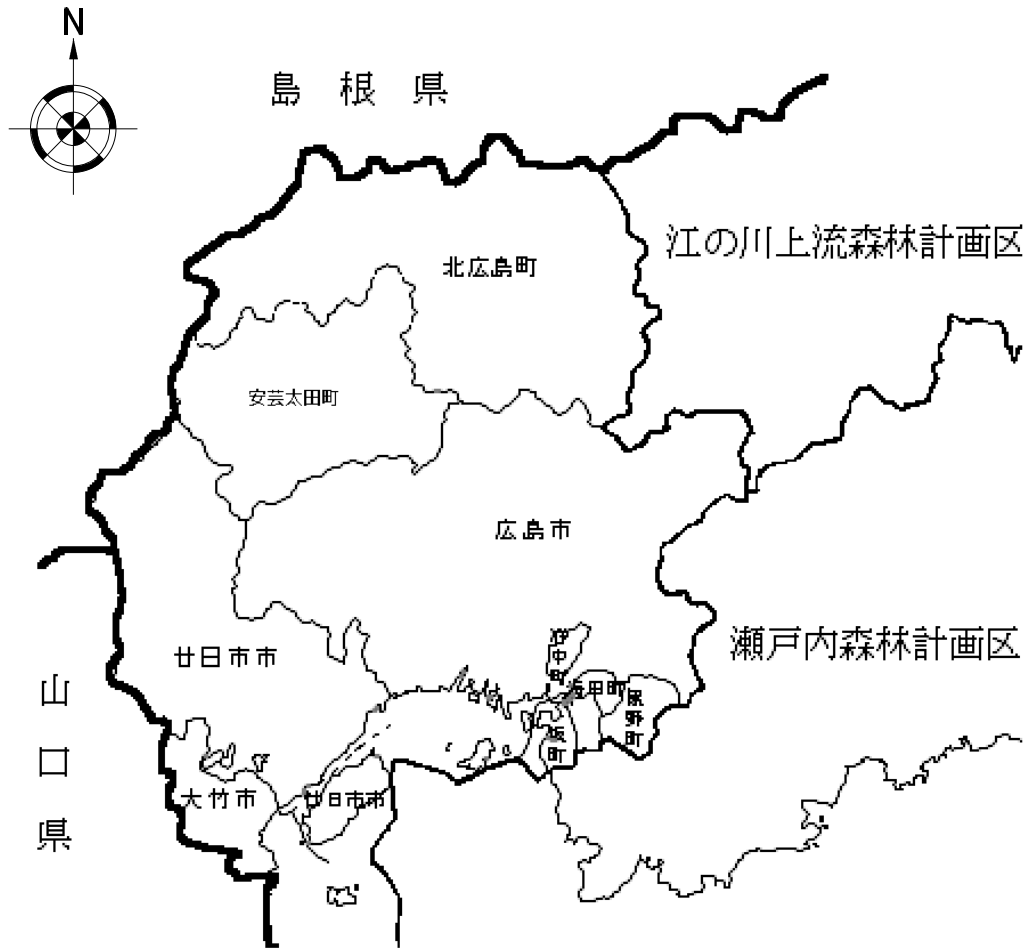 N
島根県
江の川上流森林計画区
北広島町
安芸太田町
広島市
府中町
瀬戸内森林計画区
廿日市市
海田町
熊野町
坂町
山口県
大竹市
廿日市市